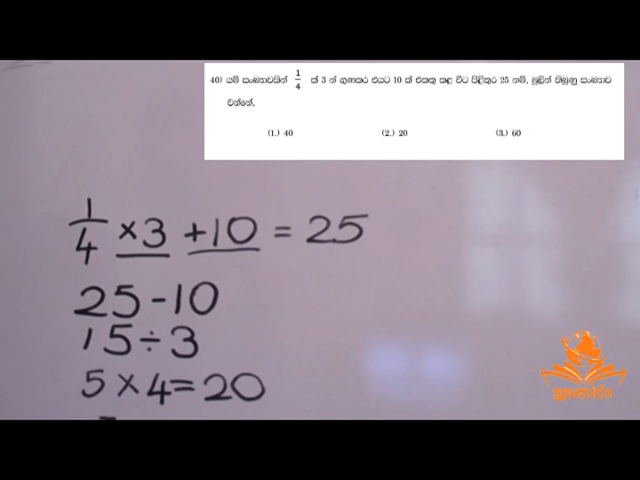 40) යම් සංඛ්‍යාවකින් 1/4 ක් 3 න් ගුණකර එයට 10 ක් එකතු කළ විට පිළිතුර 25 නම්, මුලින් තිබුණු සංඛ්‍යාව
වන්නේ,
(1.) 40 (2.) 20 (3.) 60
1/4 ×3 +10 = 25
25-10
15÷3
5×4=20